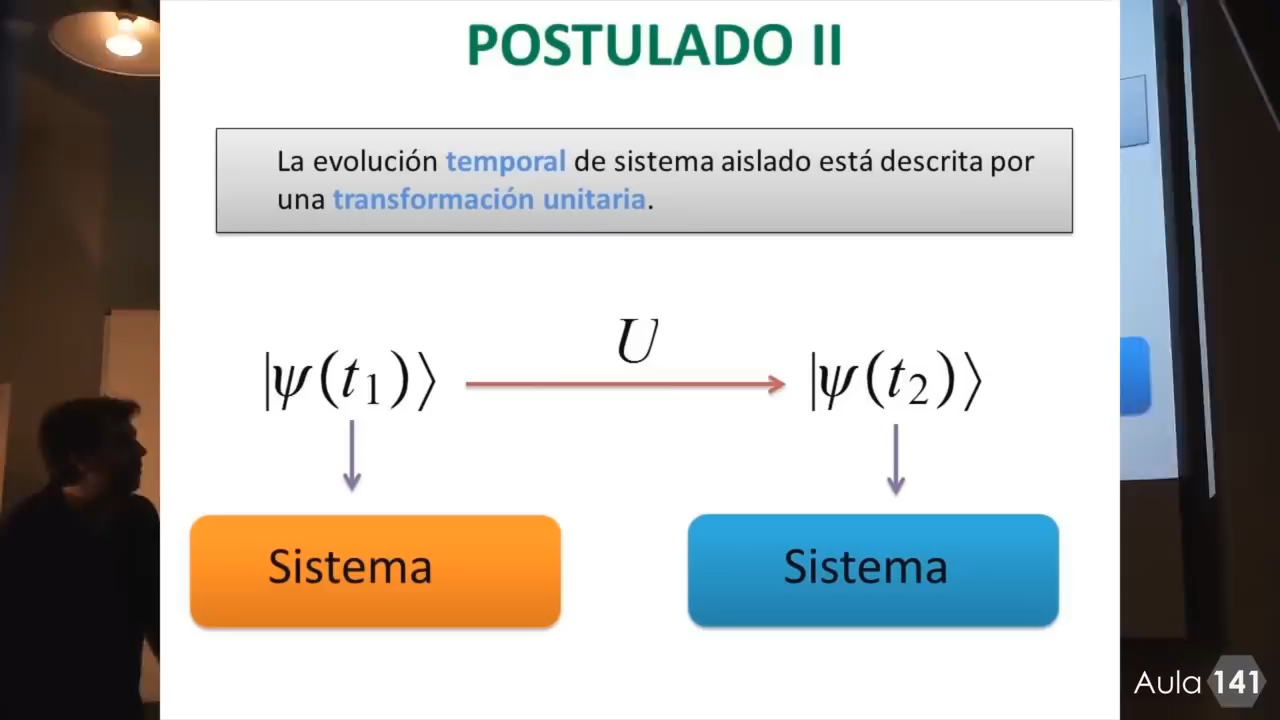 POSTULADO II
La evolución temporal de sistema aislado está descrita por
una transformación unitaria.
U
|ψ(t₁)⟩ |ψ(t₂)⟩
Sistema Sistema
Aula 141